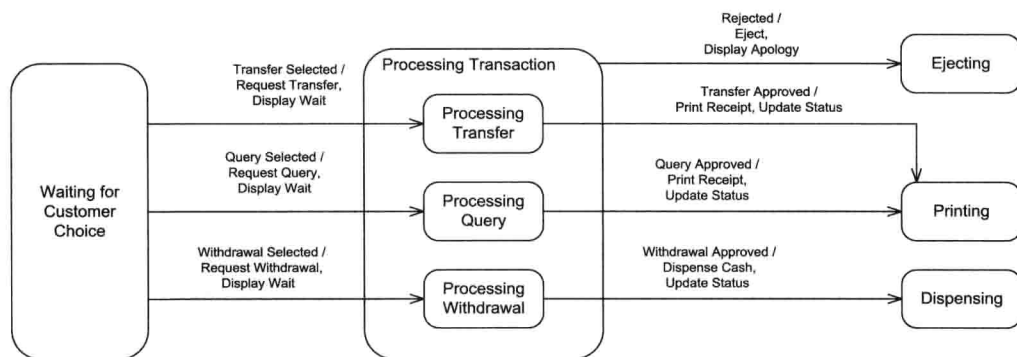 Waiting for
Customer
Choice
Transfer Selected /
Request Transfer,
Display Wait
Query Selected /
Request Query,
Display Wait
Withdrawal Selected /
Request Withdrawal,
Display Wait
Processing Transaction
Processing
Transfer
Processing
Query
Processing
Withdrawal
Rejected /
Eject,
Display Apology
Transfer Approved /
Print Receipt, Update Status
Query Approved /
Print Receipt,
Update Status
Withdrawal Approved /
Dispense Cash,
Update Status
Ejecting
Printing
Dispensing